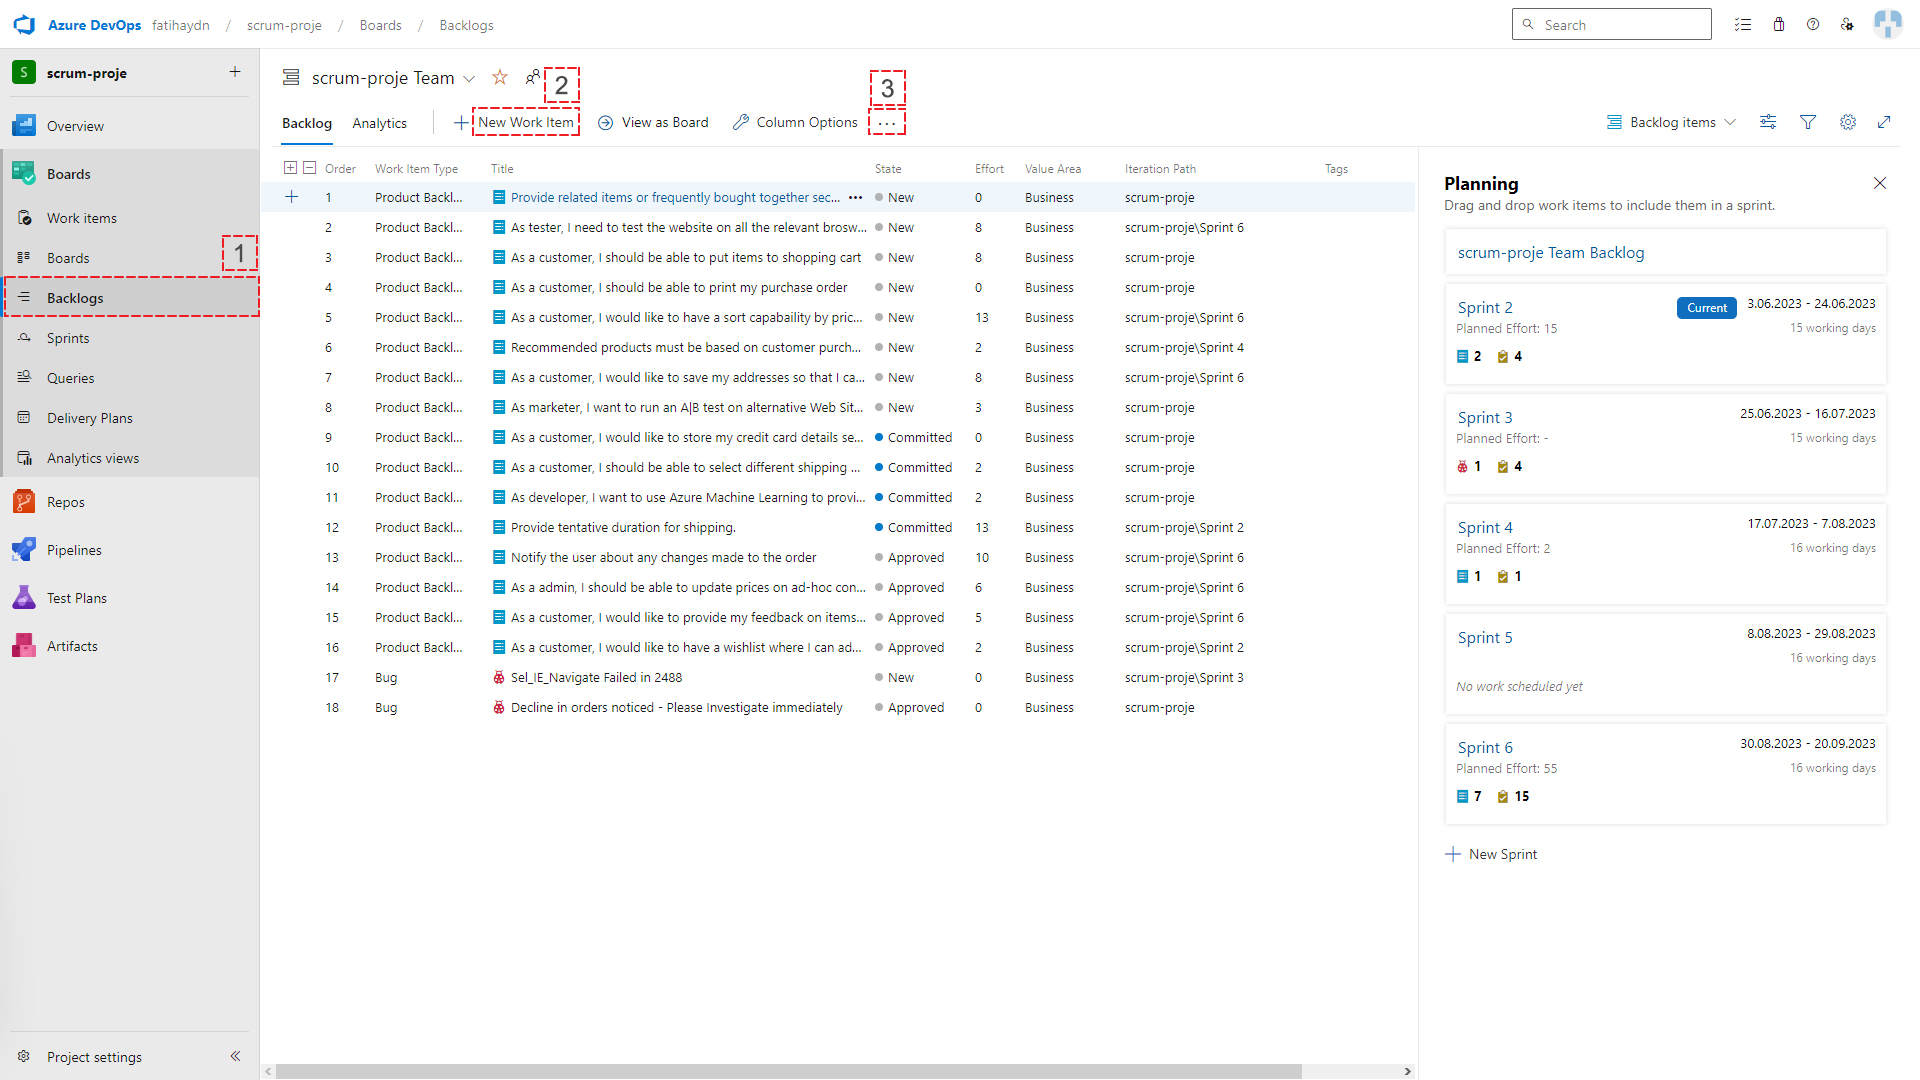 Azure DevOps fatihaydn / scrum-proje / Boards / Backlogs
Search
S scrum-proje
Overview
Boards
Work items
Boards
1
Backlogs
Sprints
Queries
Delivery Plans
Analytics views
Repos
Pipelines
Test Plans
Artifacts
Project settings
scrum-proje Team
2
3
Backlog Analytics New Work Item View as Board Column Options ... Backlog items
Order Work Item Type Title State Effort Value Area Iteration Path Tags
1 Product Backl... Provide related items or frequently bought together sec... ... New 0 Business scrum-proje
2 Product Backl... As tester, I need to test the website on all the relevant brosw... New 8 Business scrum-proje\Sprint 6
3 Product Backl... As a customer, I should be able to put items to shopping cart New 8 Business scrum-proje
4 Product Backl... As a customer, I should be able to print my purchase order New 0 Business scrum-proje
5 Product Backl... As a customer, I would like to have a sort capabaility by pric... New 13 Business scrum-proje\Sprint 6
6 Product Backl... Recommended products must be based on customer purch... New 2 Business scrum-proje\Sprint 4
7 Product Backl... As a customer, I would like to save my addresses so that I ca... New 8 Business scrum-proje\Sprint 6
8 Product Backl... As marketer, I want to run an A|B test on alternative Web Sit... New 3 Business scrum-proje
9 Product Backl... As a customer, I would like to store my credit card details se... Committed 0 Business scrum-proje
10 Product Backl... As a customer, I should be able to select different shipping ... Committed 2 Business scrum-proje
11 Product Backl... As developer, I want to use Azure Machine Learning to provi... Committed 2 Business scrum-proje
12 Product Backl... Provide tentative duration for shipping. Committed 13 Business scrum-proje\Sprint 2
13 Product Backl... Notify the user about any changes made to the order Approved 10 Business scrum-proje\Sprint 6
14 Product Backl... As a admin, I should be able to update prices on ad-hoc con... Approved 6 Business scrum-proje\Sprint 6
15 Product Backl... As a customer, I would like to provide my feedback on items... Approved 5 Business scrum-proje\Sprint 6
16 Product Backl... As a customer, I would like to have a wishlist where I can ad... Approved 2 Business scrum-proje\Sprint 2
17 Bug Sel_IE_Navigate Failed in 2488 New 0 Business scrum-proje\Sprint 3
18 Bug Decline in orders noticed - Please Investigate immediately Approved 0 Business scrum-proje
Planning
Drag and drop work items to include them in a sprint.
scrum-proje Team Backlog
Sprint 2 Current 3.06.2023 - 24.06.2023
Planned Effort: 15 15 working days
2 4
Sprint 3 25.06.2023 - 16.07.2023
Planned Effort: - 15 working days
1 4
Sprint 4 17.07.2023 - 7.08.2023
Planned Effort: 2 16 working days
1 1
Sprint 5 8.08.2023 - 29.08.2023
16 working days
No work scheduled yet
Sprint 6 30.08.2023 - 20.09.2023
Planned Effort: 55 16 working days
7 15
New Sprint